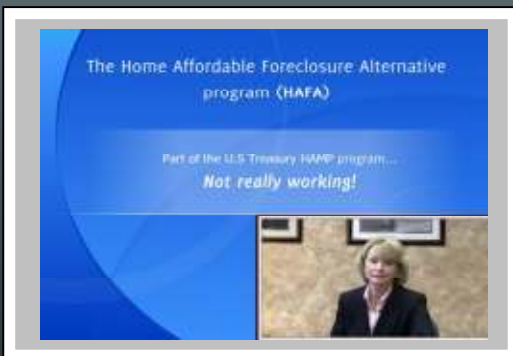 The Home Affordable Foreclosure Alternative
program (HAFA)
Part of the U.S Treasury HAMP program...
Not really working!